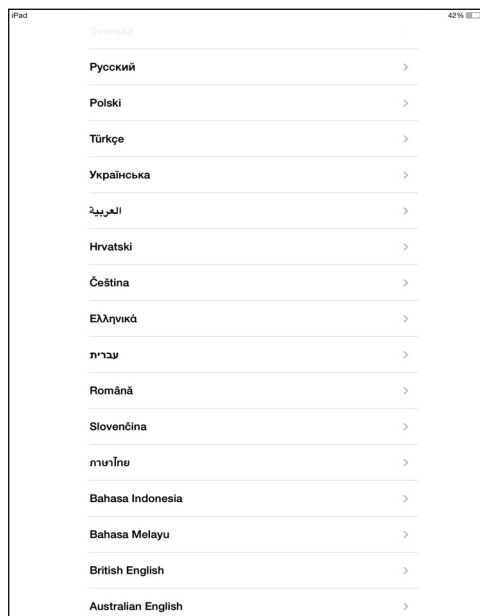 iPad 42%
Svenska
Русский
Polski
Türkçe
Українська
العربية
Hrvatski
Čeština
Ελληνικά
עברית
Română
Slovenčina
ภาษาไทย
Bahasa Indonesia
Bahasa Melayu
British English
Australian English